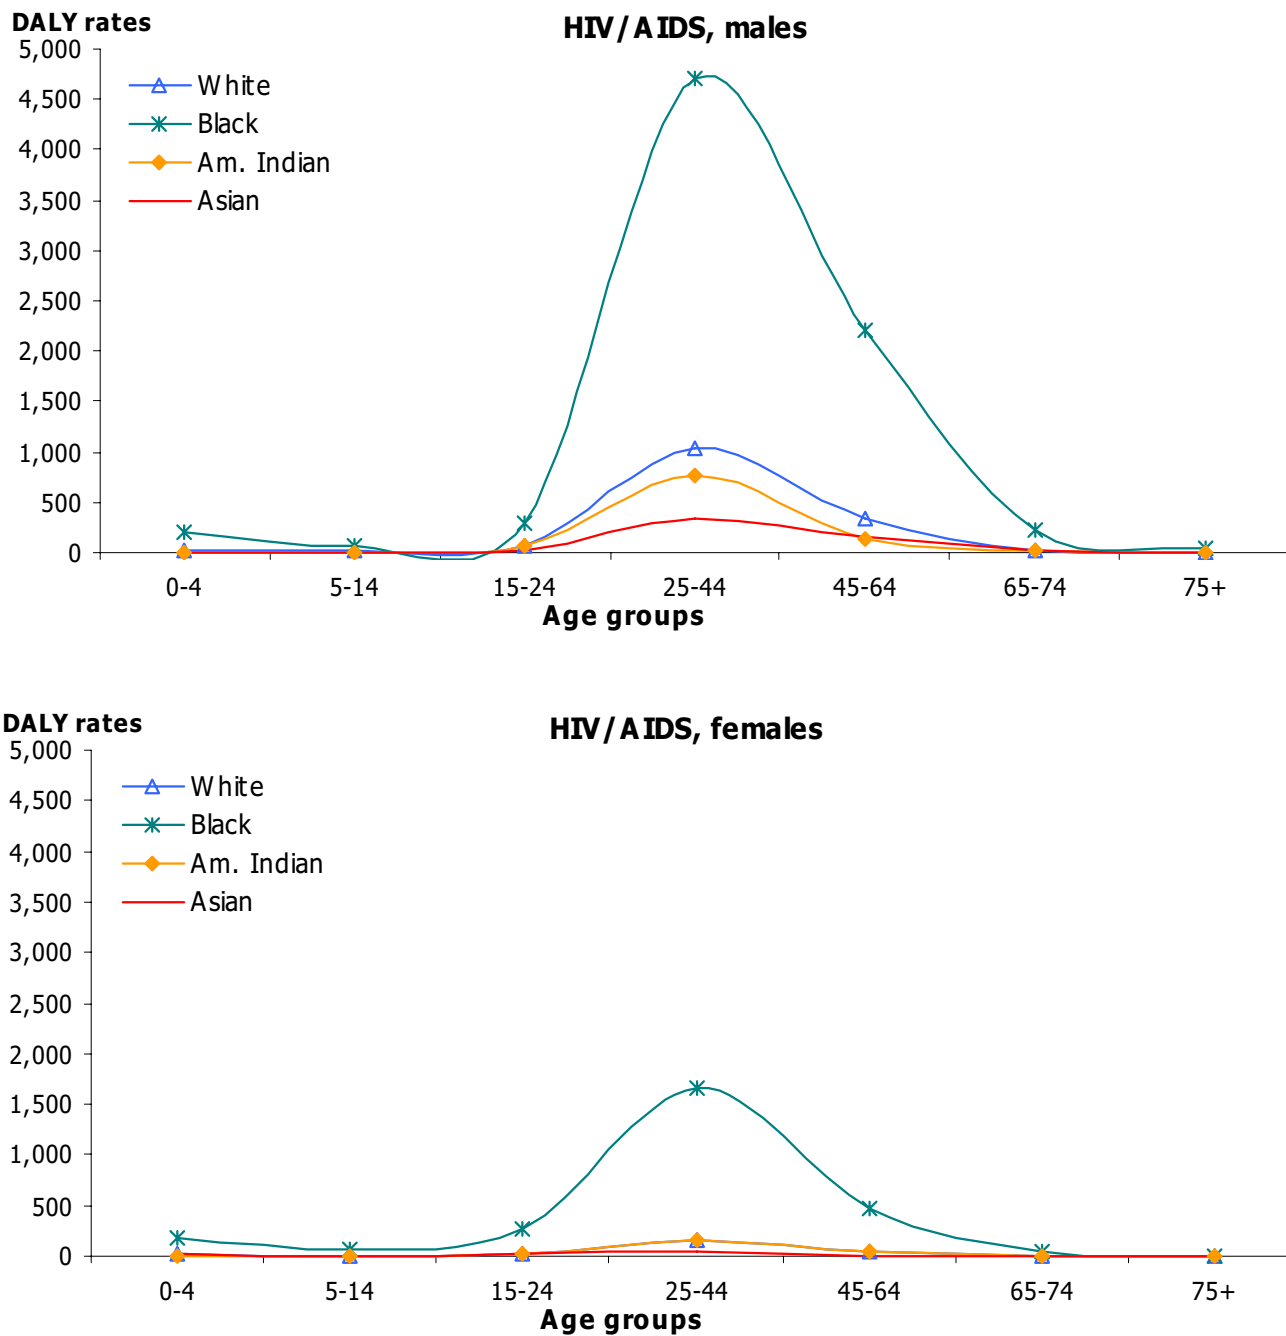 DALY rates
HIV/AIDS, males
5,000
4,500
4,000
3,500
3,000
2,500
2,000
1,500
1,000
500
0
White
Black
Am. Indian
Asian
0-4 5-14 15-24 25-44 45-64 65-74 75+
Age groups
DALY rates
HIV/AIDS, females
5,000
4,500
4,000
3,500
3,000
2,500
2,000
1,500
1,000
500
0
White
Black
Am. Indian
Asian
0-4 5-14 15-24 25-44 45-64 65-74 75+
Age groups